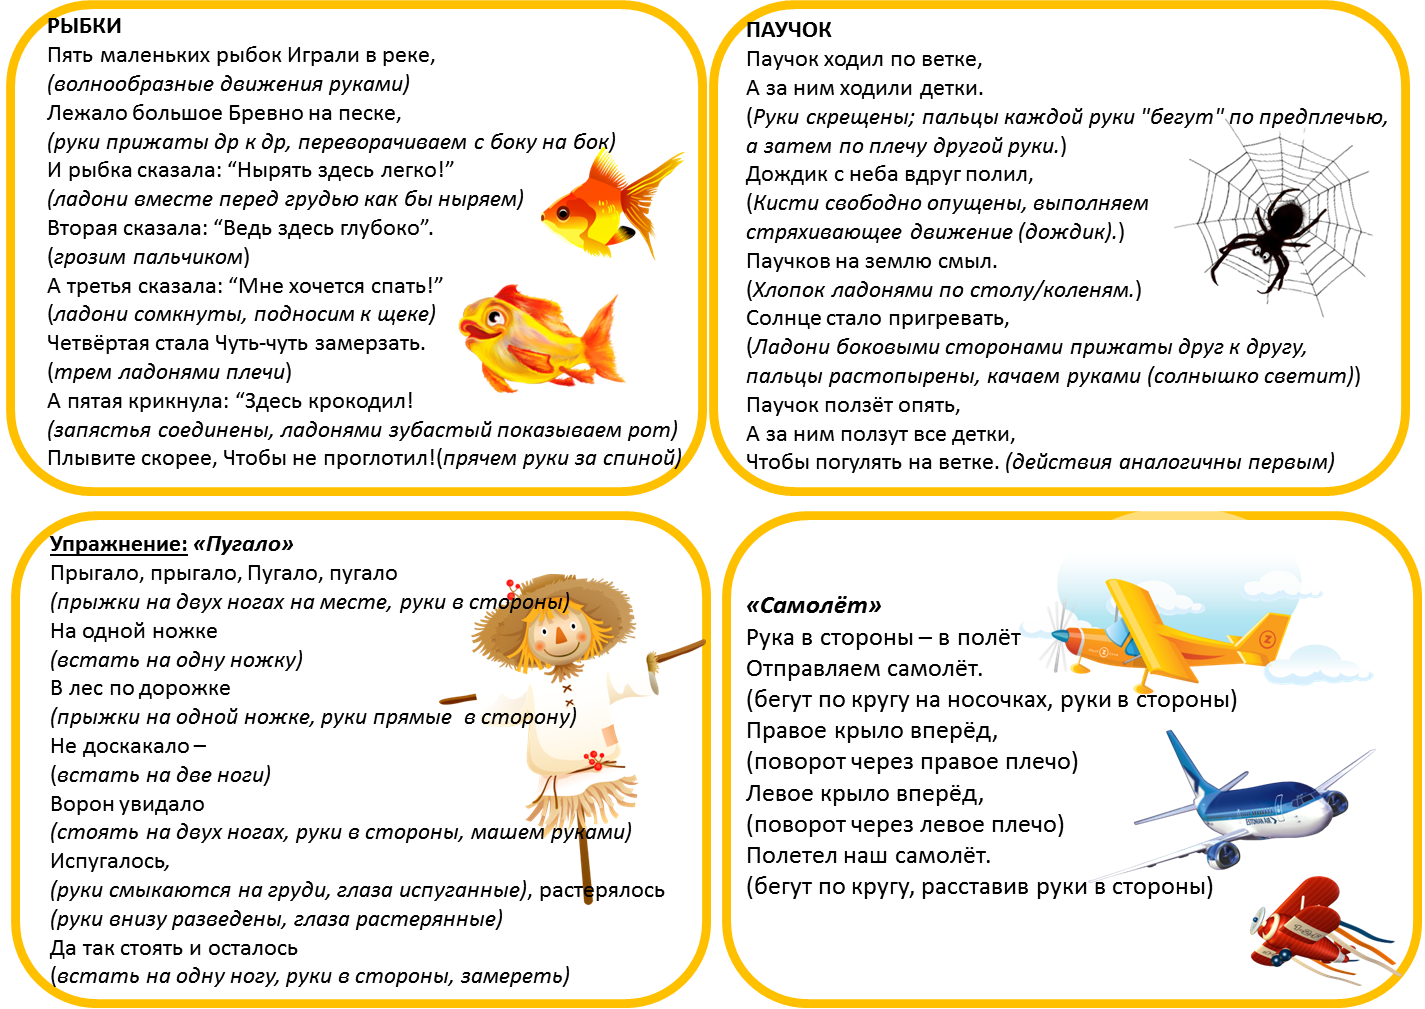 РЫБКИ
Пять маленьких рыбок Играли в реке,
(волнообразные движения руками)
Лежало большое Бревно на песке,
(руки прижаты др к др, переворачиваем с боку на бок)
И рыбка сказала: “Нырять здесь легко!”
(ладони вместе перед грудью как бы ныряем)
Вторая сказала: “Ведь здесь глубоко”.
(грозим пальчиком)
А третья сказала: “Мне хочется спать!”
(ладони сомкнуты, подносим к щеке)
Четвёртая стала Чуть-чуть замерзать.
(трем ладонями плечи)
А пятая крикнула: “Здесь крокодил!
(запястья соединены, ладонями зубастый показываем рот)
Плывите скорее, Чтобы не проглотил!(прячем руки за спиной)
ПАУЧОК
Паучок ходил по ветке,
А за ним ходили детки.
(Руки скрещены; пальцы каждой руки "бегут" по предплечью,
а затем по плечу другой руки.)
Дождик с неба вдруг полил,
(Кисти свободно опущены, выполняем
стряхивающее движение (дождик).)
Паучков на землю смыл.
(Хлопок ладонями по столу/коленям.)
Солнце стало пригревать,
(Ладони боковыми сторонами прижаты друг к другу,
пальцы растопырены, качаем руками (солнышко светит))
Паучок ползёт опять,
А за ним ползут все детки,
Чтобы погулять на ветке. (действия аналогичны первым)
Упражнение: «Пугало»
Прыгало, прыгало, Пугало, пугало
(прыжки на двух ногах на месте, руки в стороны)
На одной ножке
(встать на одну ножку)
В лес по дорожке
(прыжки на одной ножке, руки прямые в сторону)
Не доскакало –
(встать на две ноги)
Ворон увидало
(стоять на двух ногах, руки в стороны, машем руками)
Испугалось,
(руки смыкаются на груди, глаза испуганные), растерялось
(руки внизу разведены, глаза растерянные)
Да так стоять и осталось
(встать на одну ногу, руки в стороны, замереть)
«Самолёт»
Рука в стороны – в полёт
Отправляем самолёт.
(бегут по кругу на носочках, руки в стороны)
Правое крыло вперёд,
(поворот через правое плечо)
Левое крыло вперёд,
(поворот через левое плечо)
Полетел наш самолёт.
(бегут по кругу, расставив руки в стороны)
Z
ESTONIAN AIR